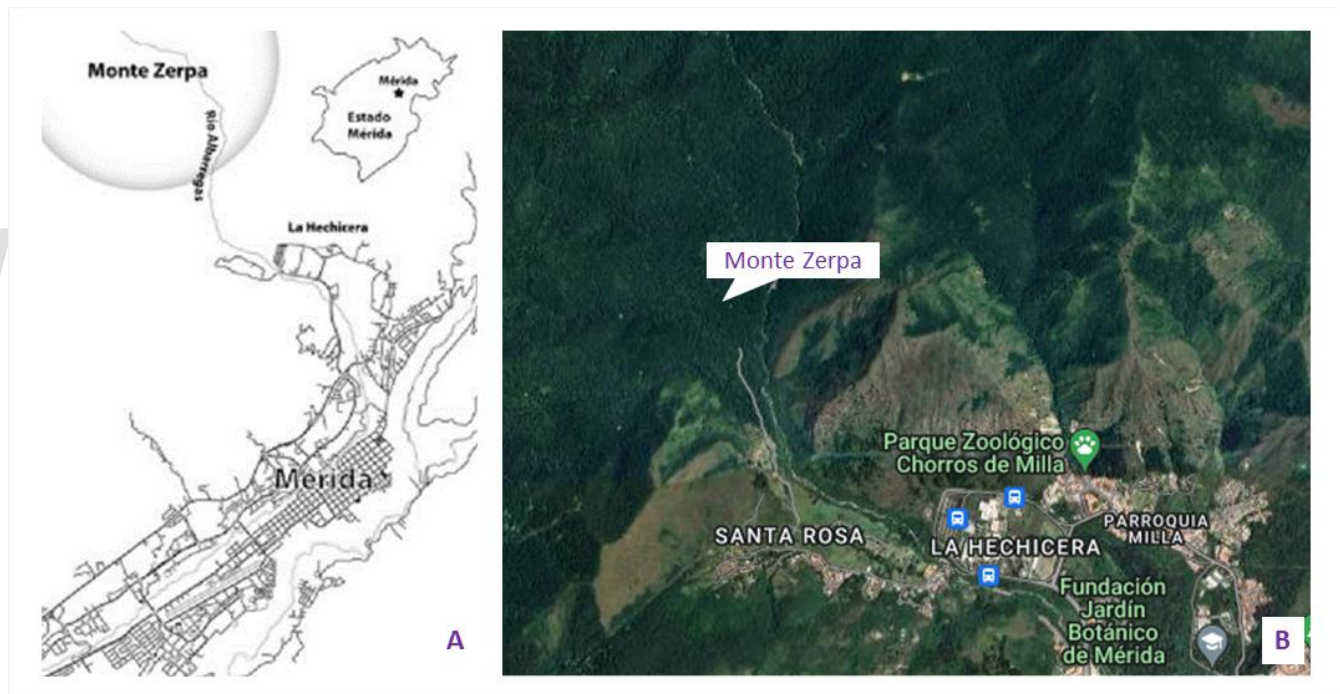 Monte Zerpa
Río Albarregas
La Hechicera
Mérida
Estado
Mérida
Mérida
A
Monte Zerpa
Parque Zoológico
Chorros de Milla
SANTA ROSA
LA HECHICERA
PARROQUIA
MILLA
Fundación
Jardín
Botánico
de Mérida
B